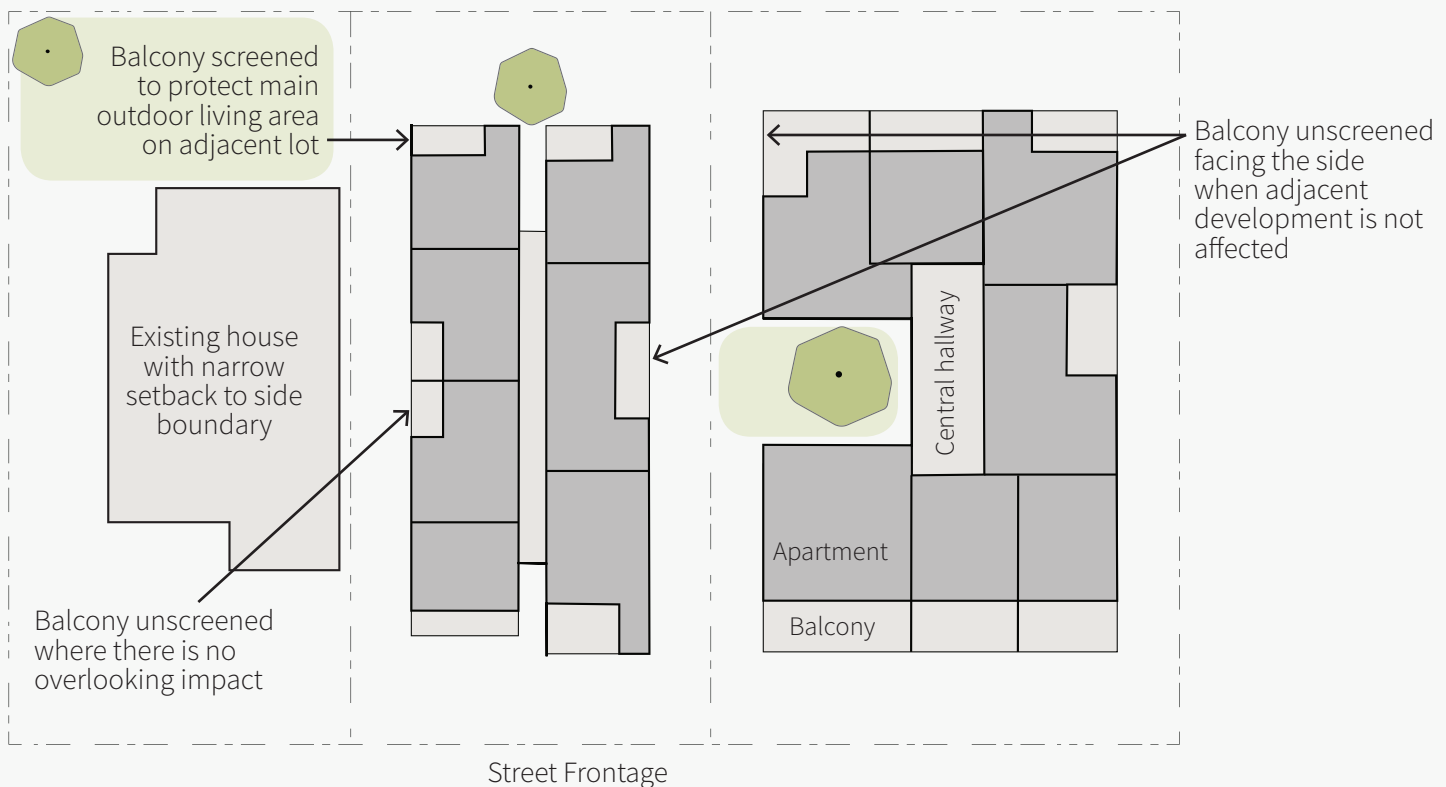 Balcony screened
to protect main
outdoor living area
on adjacent lot
Balcony unscreened
facing the side
when adjacent
development is not
affected
Existing house
with narrow
setback to side
boundary
Central hallway
Apartment
Balcony
Balcony unscreened
where there is no
overlooking impact
Street Frontage